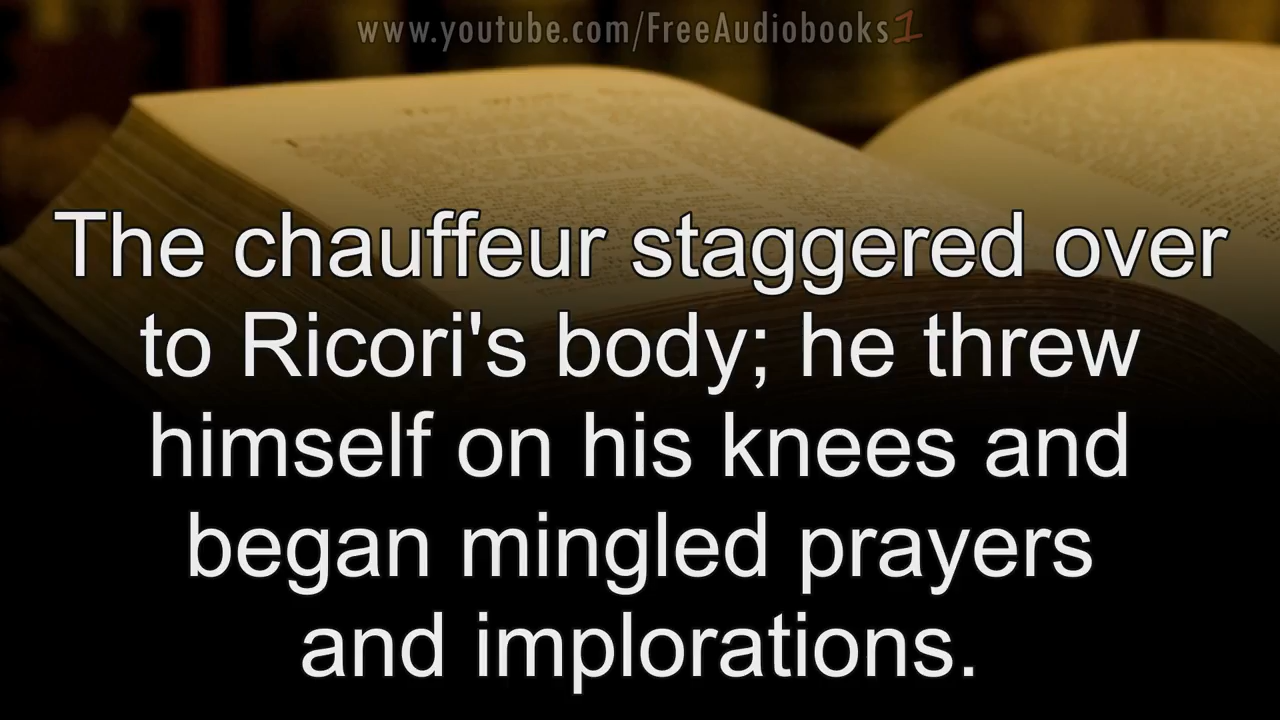 www.youtube.com/FreeAudiobooks1
The chauffeur staggered over
to Ricori's body; he threw
himself on his knees and
began mingled prayers
and implorations.